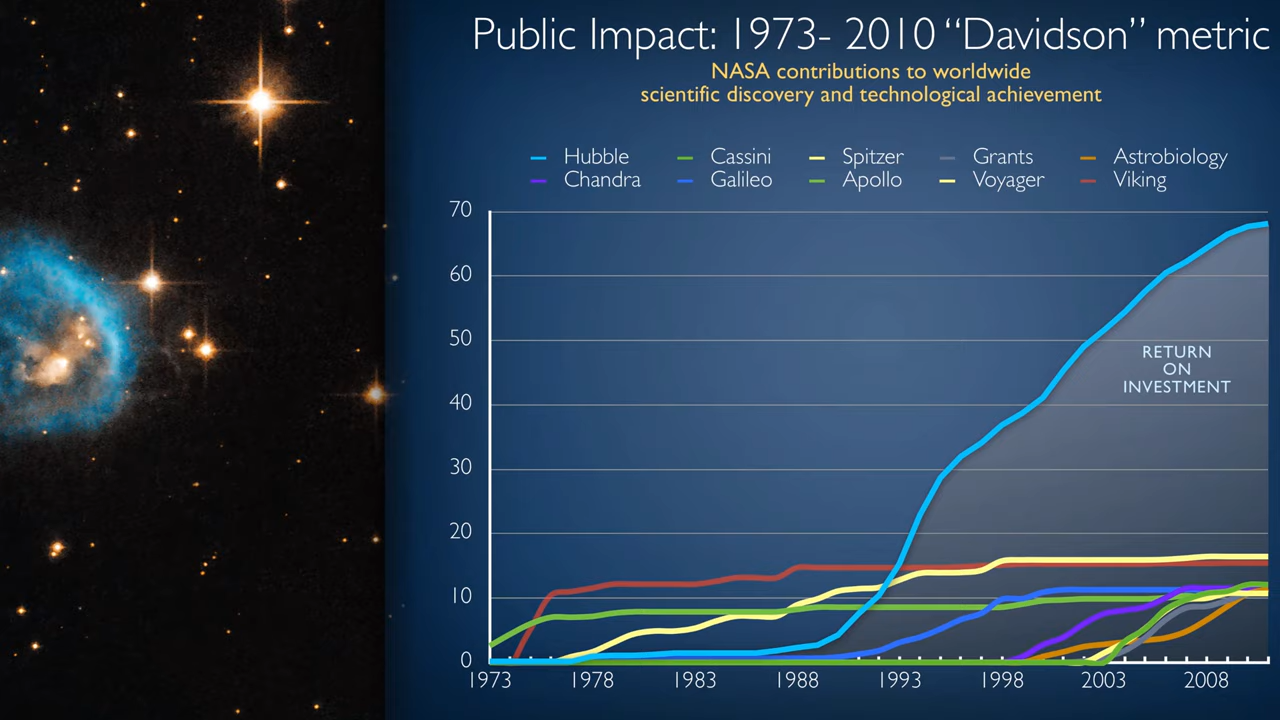 Public Impact: 1973- 2010 “Davidson” metric
NASA contributions to worldwide
scientific discovery and technological achievement
Hubble Cassini Spitzer Grants Astrobiology
Chandra Galileo Apollo Voyager Viking
70
60
50
40
30
20
10
0
RETURN
ON
INVESTMENT
1973 1978 1983 1988 1993 1998 2003 2008